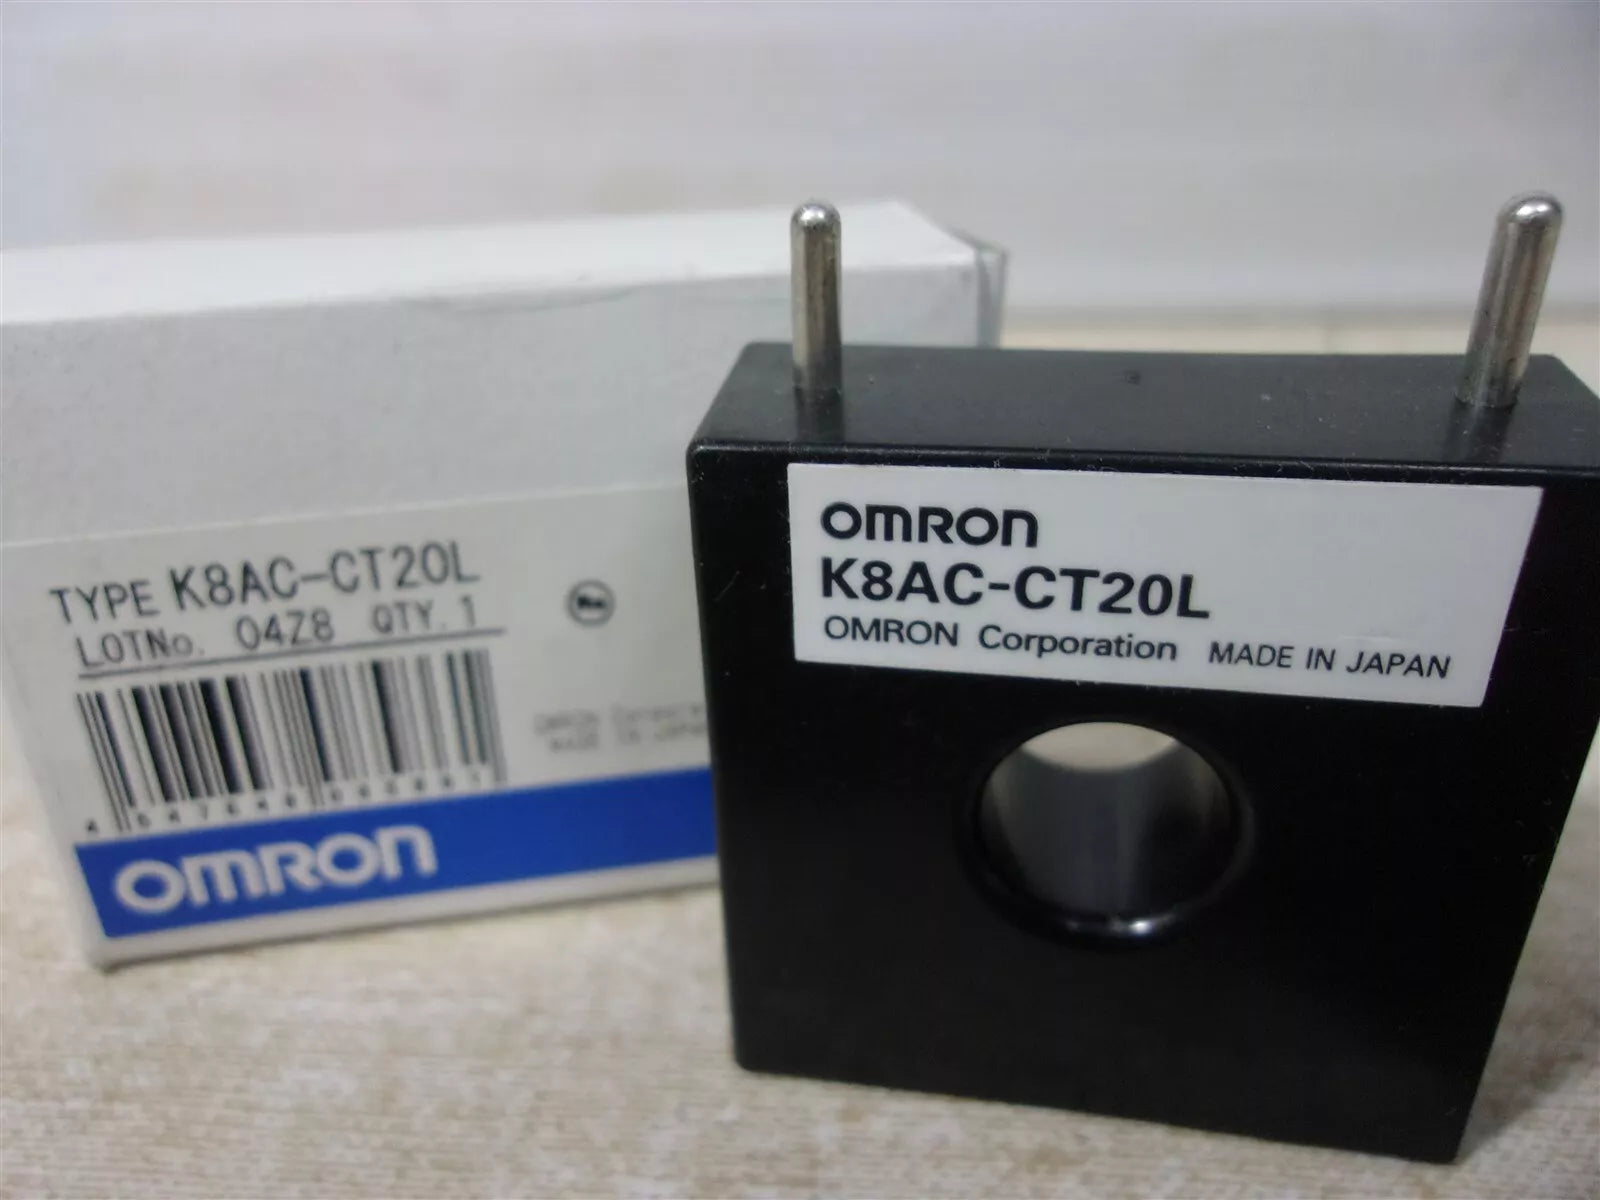 TYPE K8AC-CT20L
LOTNo. 04Z8 QTY. 1
OMRON
OMRON
K8AC-CT20L
OMRON Corporation MADE IN JAPAN